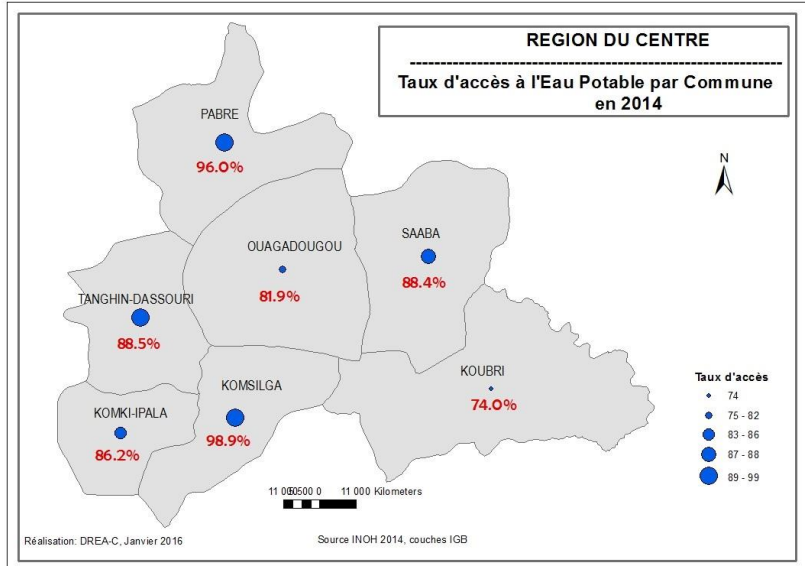 REGION DU CENTRE
Taux d'accès à l'Eau Potable par Commune
en 2014
PABRE
96.0%
N
SAABA
88.4%
OUAGADOUGOU
81.9%
TANGHIN-DASSOURI
88.5%
KOUBRI
74.0%
KOMSILGA
98.9%
KOMKI-IPALA
86.2%
Taux d'accès
74
75 - 82
83 - 86
87 - 88
89 - 99
11 000 Kilometers
Réalisation: DREA-C, Janvier 2016
Source INOH 2014, couches IGB